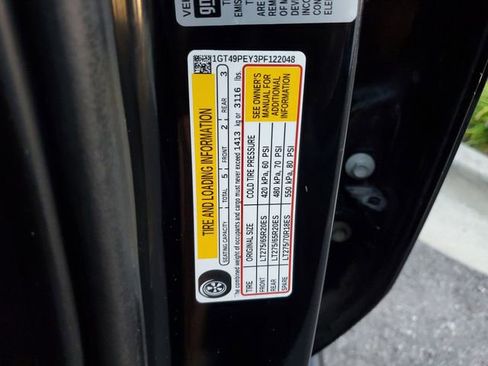 1GT49PEY3PF122048
TIRE AND LOADING INFORMATION
SEATING CAPACITY TOTAL 5 FRONT 2 REAR 3
The combined weight of occupants and cargo must never exceed 1413 kg or 3116 lbs.
TIRE ORIGINAL SIZE COLD TIRE PRESSURE
FRONT LT275/65R20ES 420 kPa, 60 PSI
REAR LT275/65R20ES 480 kPa, 70 PSI
SPARE LT275/70R18ES 550 kPa, 80 PSI
SEE OWNER'S
MANUAL FOR
ADDITIONAL
INFORMATION
gm